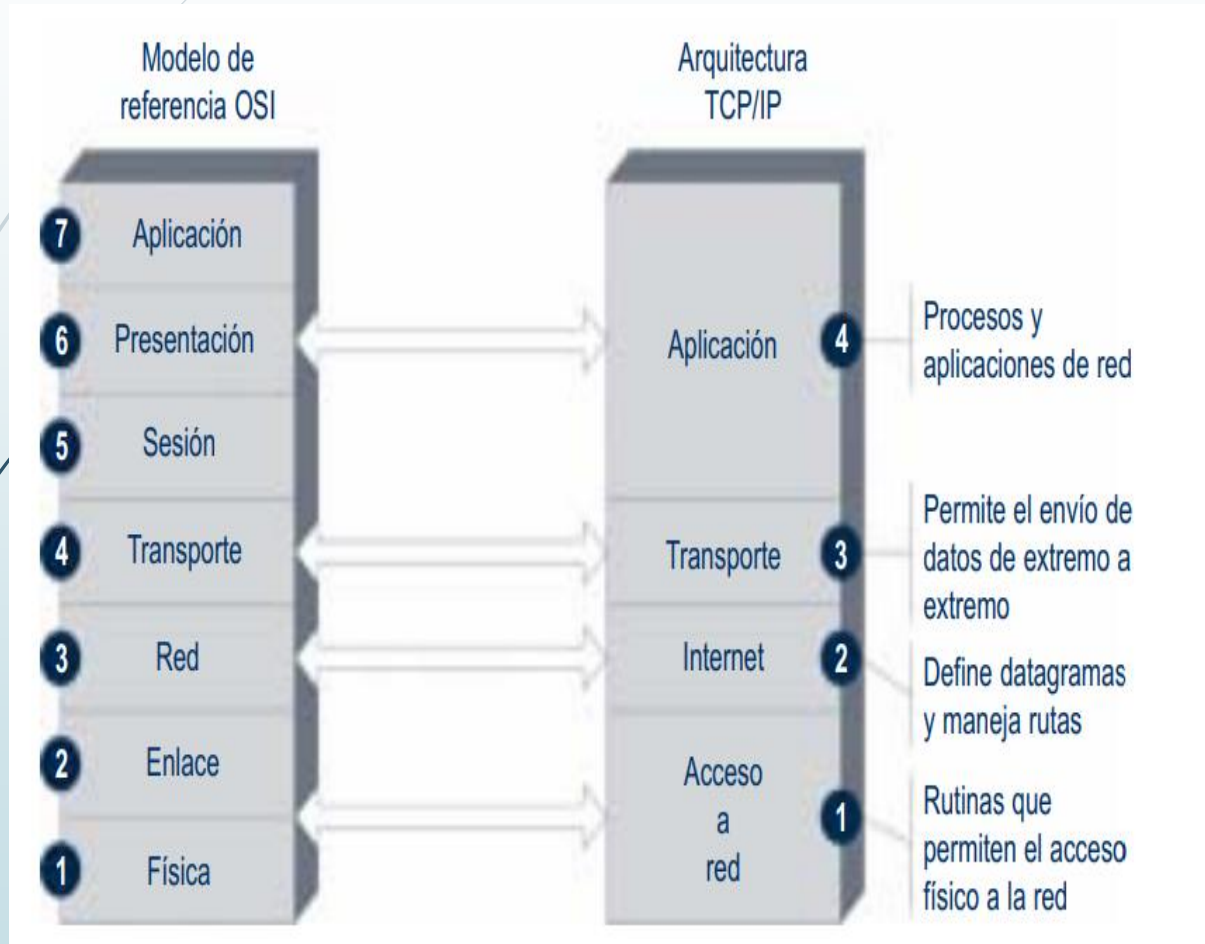 Modelo de
referencia OSI
7 Aplicación
6 Presentación
5 Sesión
4 Transporte
3 Red
2 Enlace
1 Física
Arquitectura
TCP/IP
Aplicación 4
Transporte 3
Internet 2
Acceso
a
red 1
Procesos y
aplicaciones de red
Permite el envío de
datos de extremo a
extremo
Define datagramas
y maneja rutas
Rutinas que
permiten el acceso
físico a la red